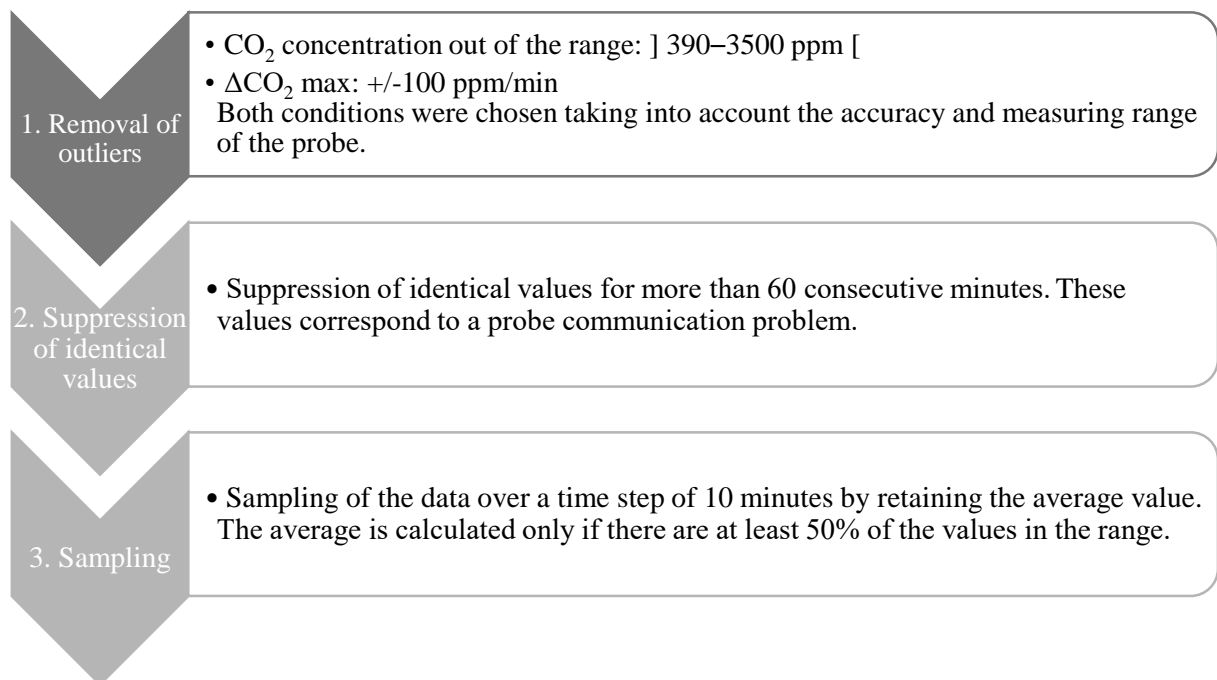 1. Removal of
outliers
• CO₂ concentration out of the range: ] 390–3500 ppm [
• ΔCO₂ max: +/-100 ppm/min
Both conditions were chosen taking into account the accuracy and measuring range
of the probe.
2. Suppression
of identical
values
• Suppression of identical values for more than 60 consecutive minutes. These
values correspond to a probe communication problem.
3. Sampling
• Sampling of the data over a time step of 10 minutes by retaining the average value.
The average is calculated only if there are at least 50% of the values in the range.